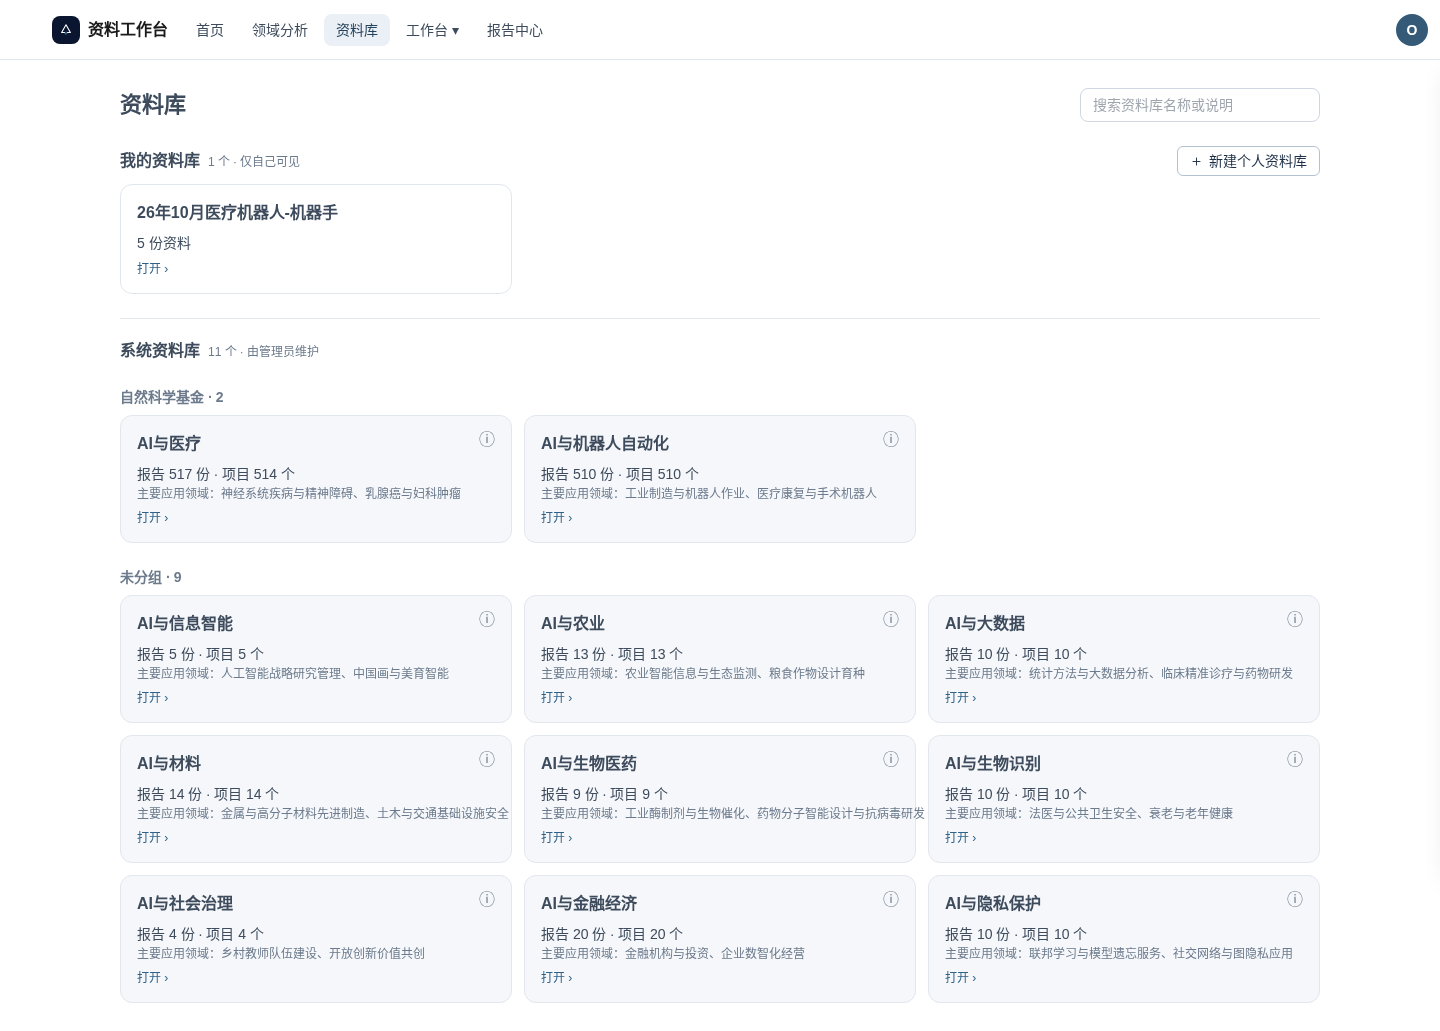 资料工作台
首页
领域分析
资料库
工作台 ▾
报告中心
O
资料库
搜索资料库名称或说明
我的资料库 1 个 · 仅自己可见
＋ 新建个人资料库
26年10月医疗机器人-机器手
5 份资料
打开 ›
系统资料库 11 个 · 由管理员维护
自然科学基金 · 2
AI与医疗
报告 517 份 · 项目 514 个
主要应用领域：神经系统疾病与精神障碍、乳腺癌与妇科肿瘤
打开 ›
AI与机器人自动化
报告 510 份 · 项目 510 个
主要应用领域：工业制造与机器人作业、医疗康复与手术机器人
打开 ›
未分组 · 9
AI与信息智能
报告 5 份 · 项目 5 个
主要应用领域：人工智能战略研究管理、中国画与美育智能
打开 ›
AI与农业
报告 13 份 · 项目 13 个
主要应用领域：农业智能信息与生态监测、粮食作物设计育种
打开 ›
AI与大数据
报告 10 份 · 项目 10 个
主要应用领域：统计方法与大数据分析、临床精准诊疗与药物研发
打开 ›
AI与材料
报告 14 份 · 项目 14 个
主要应用领域：金属与高分子材料先进制造、土木与交通基础设施安全
打开 ›
AI与生物医药
报告 9 份 · 项目 9 个
主要应用领域：工业酶制剂与生物催化、药物分子智能设计与抗病毒研发
打开 ›
AI与生物识别
报告 10 份 · 项目 10 个
主要应用领域：法医与公共卫生安全、衰老与老年健康
打开 ›
AI与社会治理
报告 4 份 · 项目 4 个
主要应用领域：乡村教师队伍建设、开放创新价值共创
打开 ›
AI与金融经济
报告 20 份 · 项目 20 个
主要应用领域：金融机构与投资、企业数智化经营
打开 ›
AI与隐私保护
报告 10 份 · 项目 10 个
主要应用领域：联邦学习与模型遗忘服务、社交网络与图隐私应用
打开 ›